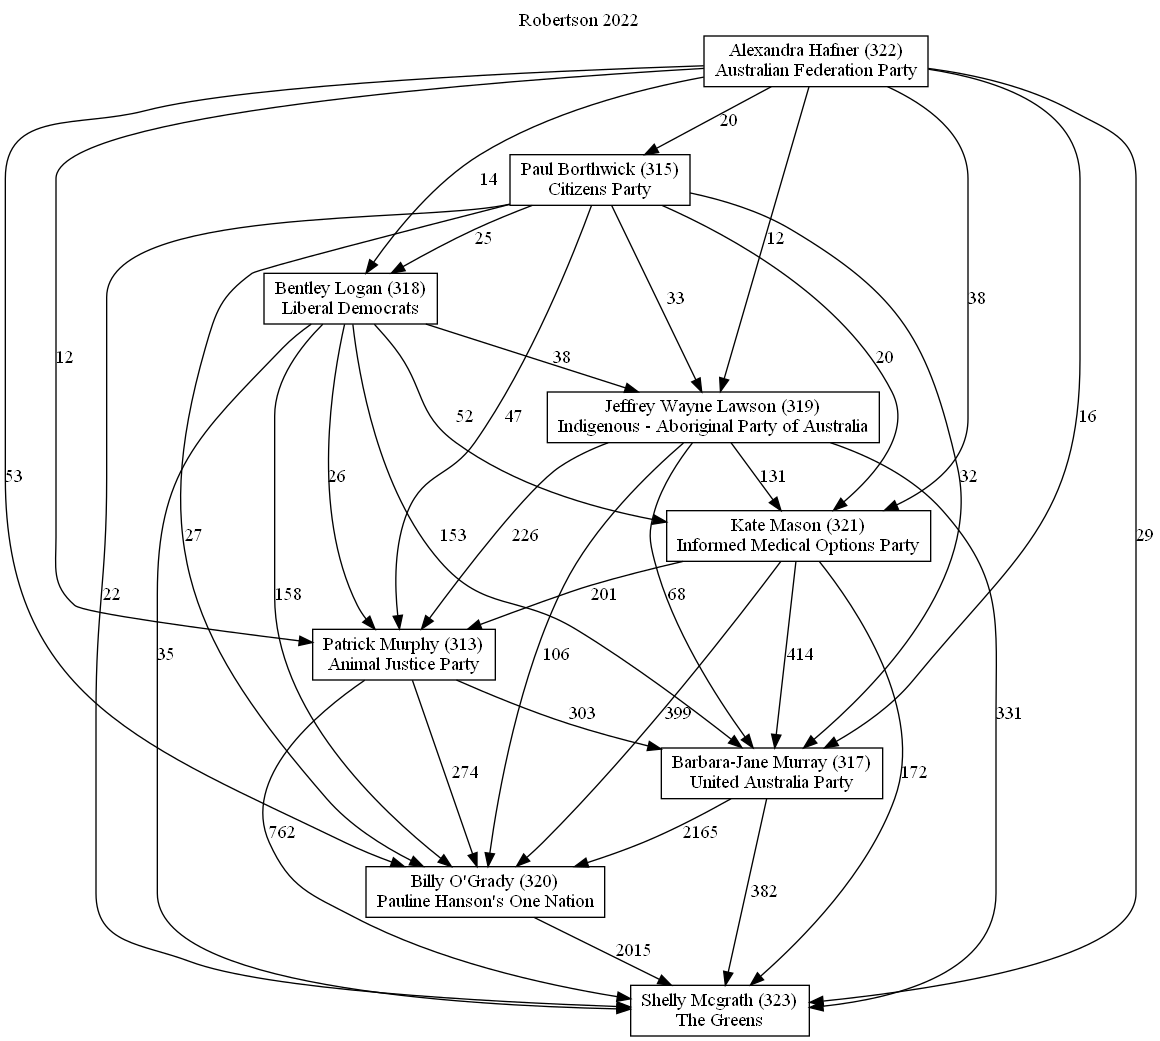 Robertson 2022
Alexandra Hafner (322)
Australian Federation Party
20
Paul Borthwick (315)
Citizens Party
14
25
12
Bentley Logan (318)
Liberal Democrats
33
38
12
38
20
Jeffrey Wayne Lawson (319)
Indigenous - Aboriginal Party of Australia
52
47
16
53
26
131
32
Kate Mason (321)
Informed Medical Options Party
27
153
226
29
22
158
201
68
Patrick Murphy (313)
Animal Justice Party
35
106
414
303
399
331
Barbara-Jane Murray (317)
United Australia Party
274
172
762
2165
Billy O'Grady (320)
Pauline Hanson's One Nation
382
2015
Shelly Mcgrath (323)
The Greens